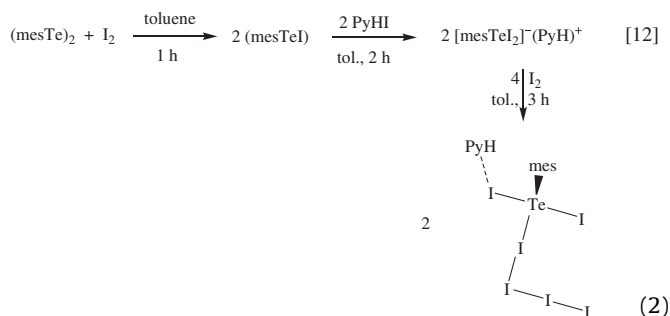 toluene 2 PyHI
(mesTe)₂ + I₂ 2 (mesTeI) 2 [mesTeI₂]⁻(PyH)⁺ [12]
1 h tol., 2 h
4 I₂
tol., 3 h
PyH
mes
I
Te
I
2
I
I
I
I
(2)